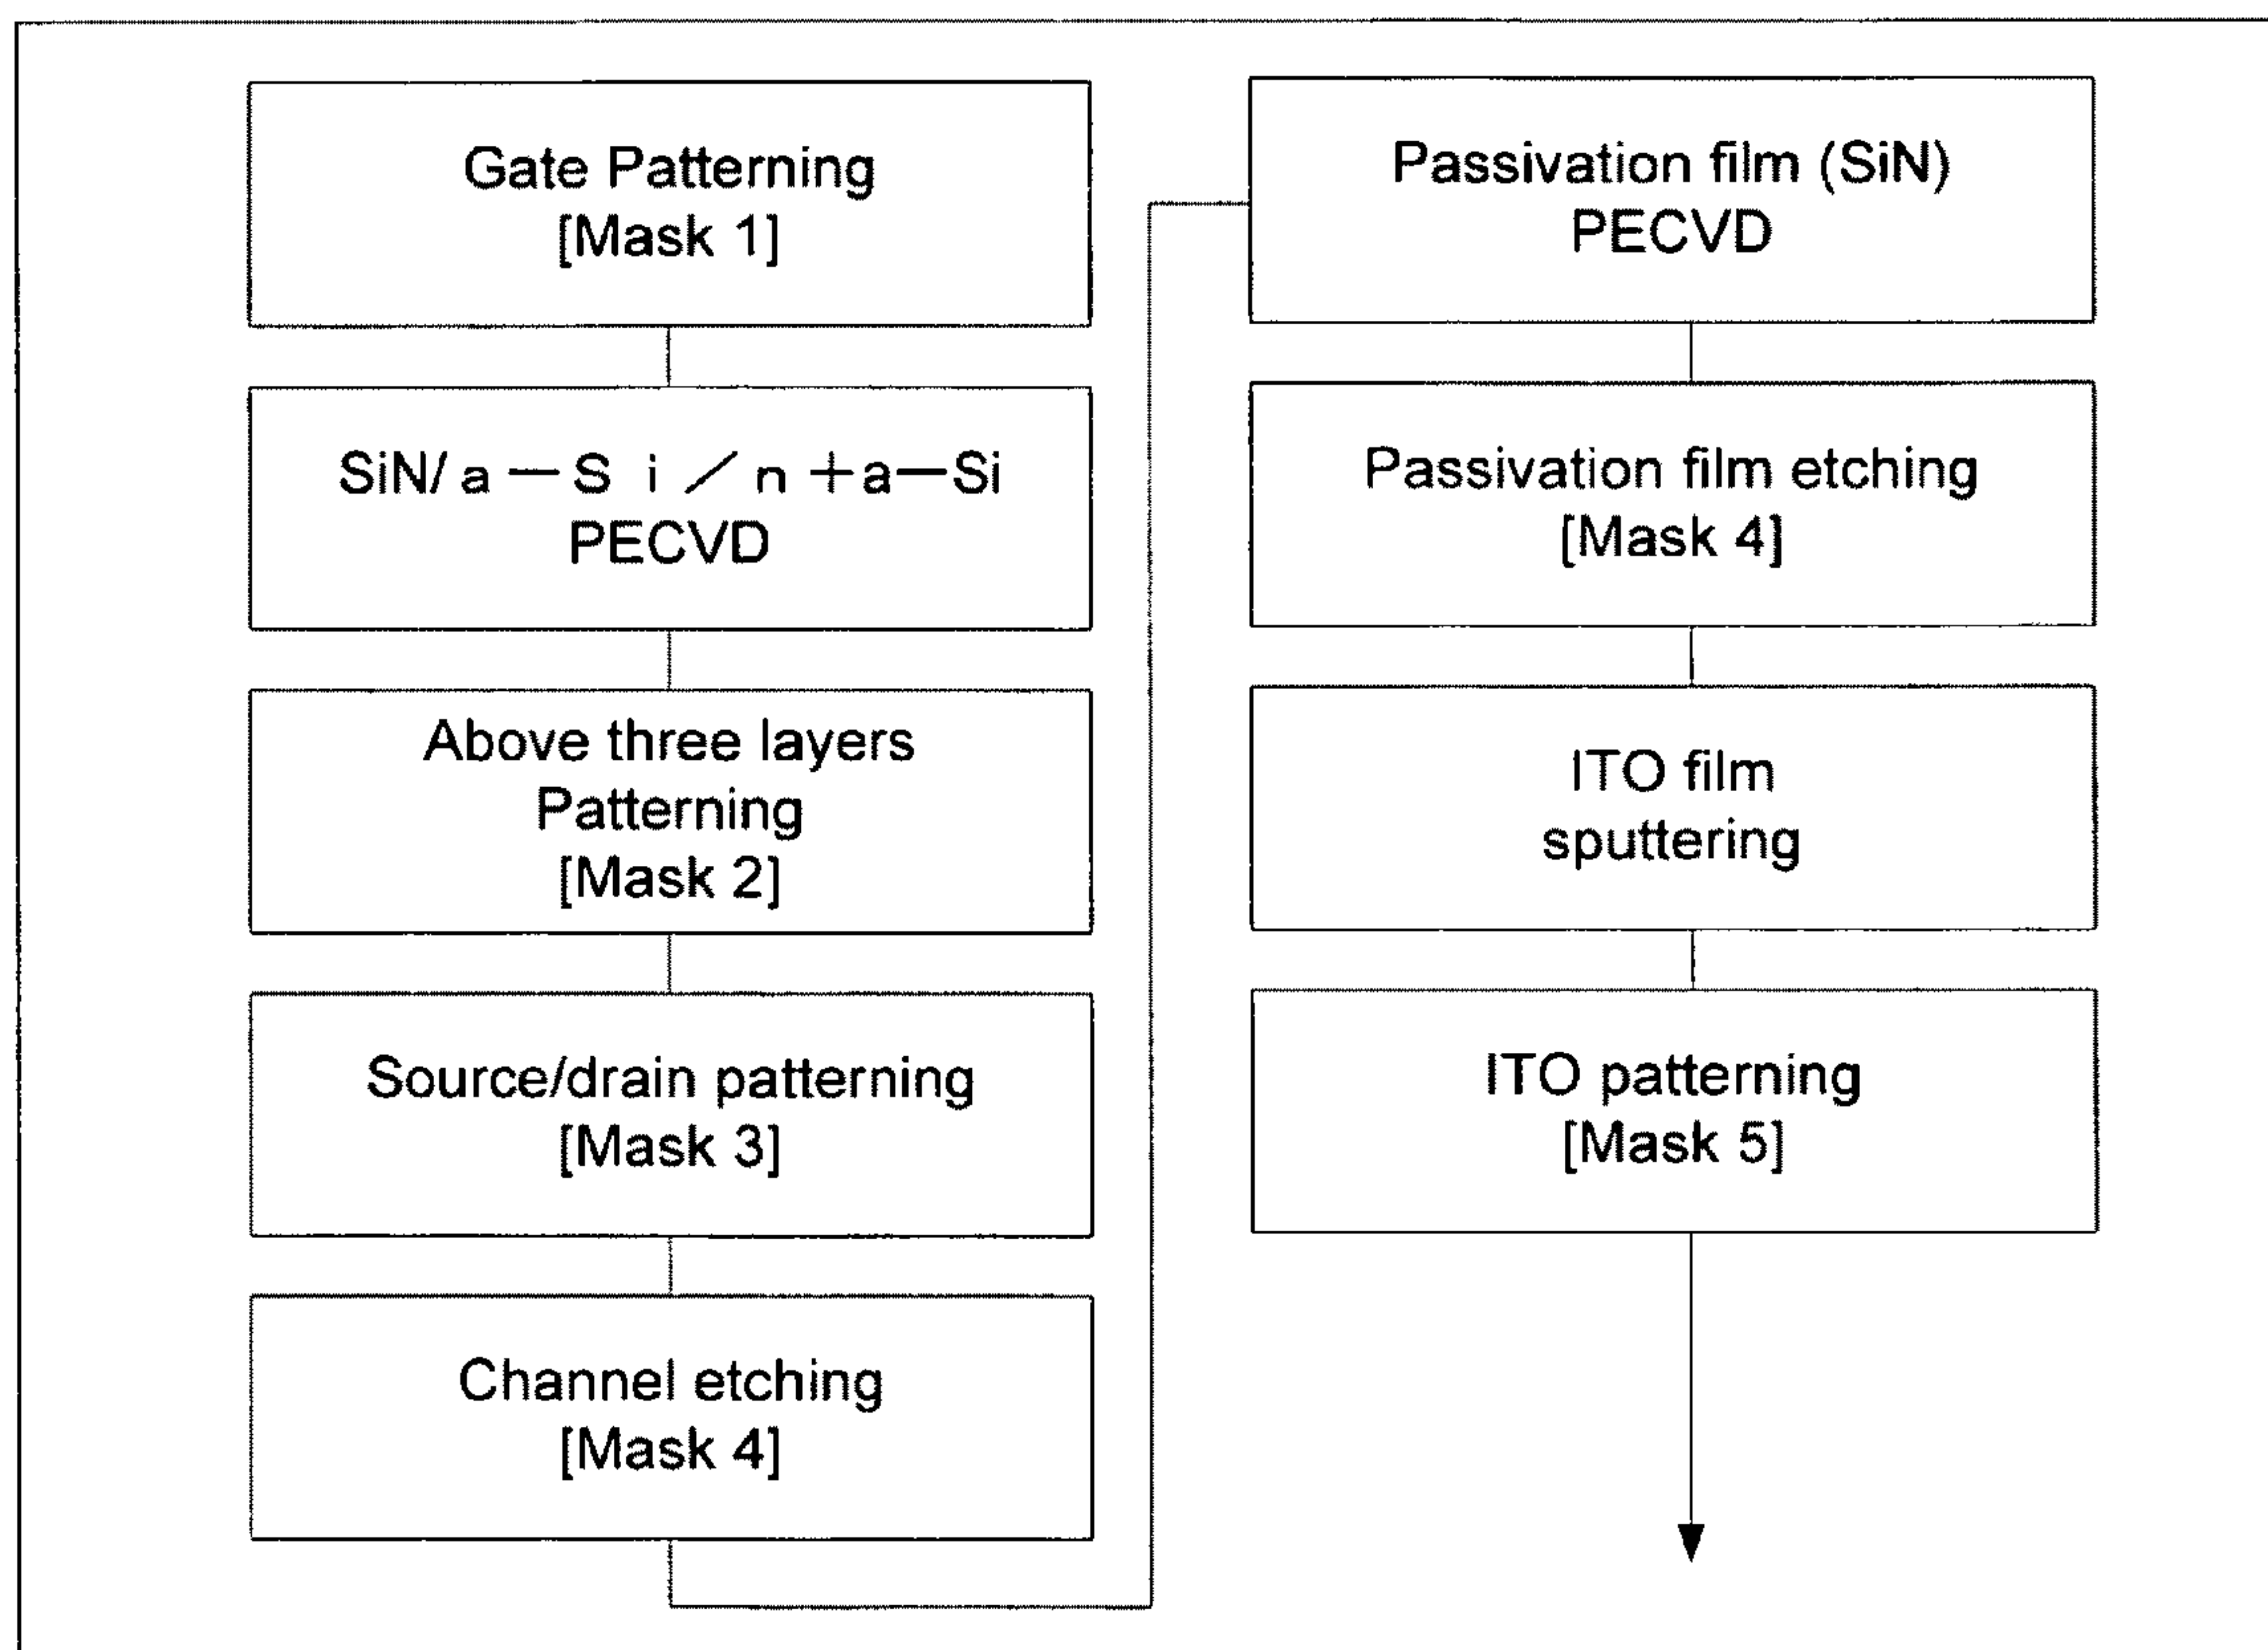 Gate Patterning
[Mask 1]
SiN/ a － S i ／ n ＋a－Si
PECVD
Above three layers
Patterning
[Mask 2]
Source/drain patterning
[Mask 3]
Channel etching
[Mask 4]
Passivation film (SiN)
PECVD
Passivation film etching
[Mask 4]
ITO film
sputtering
ITO patterning
[Mask 5]